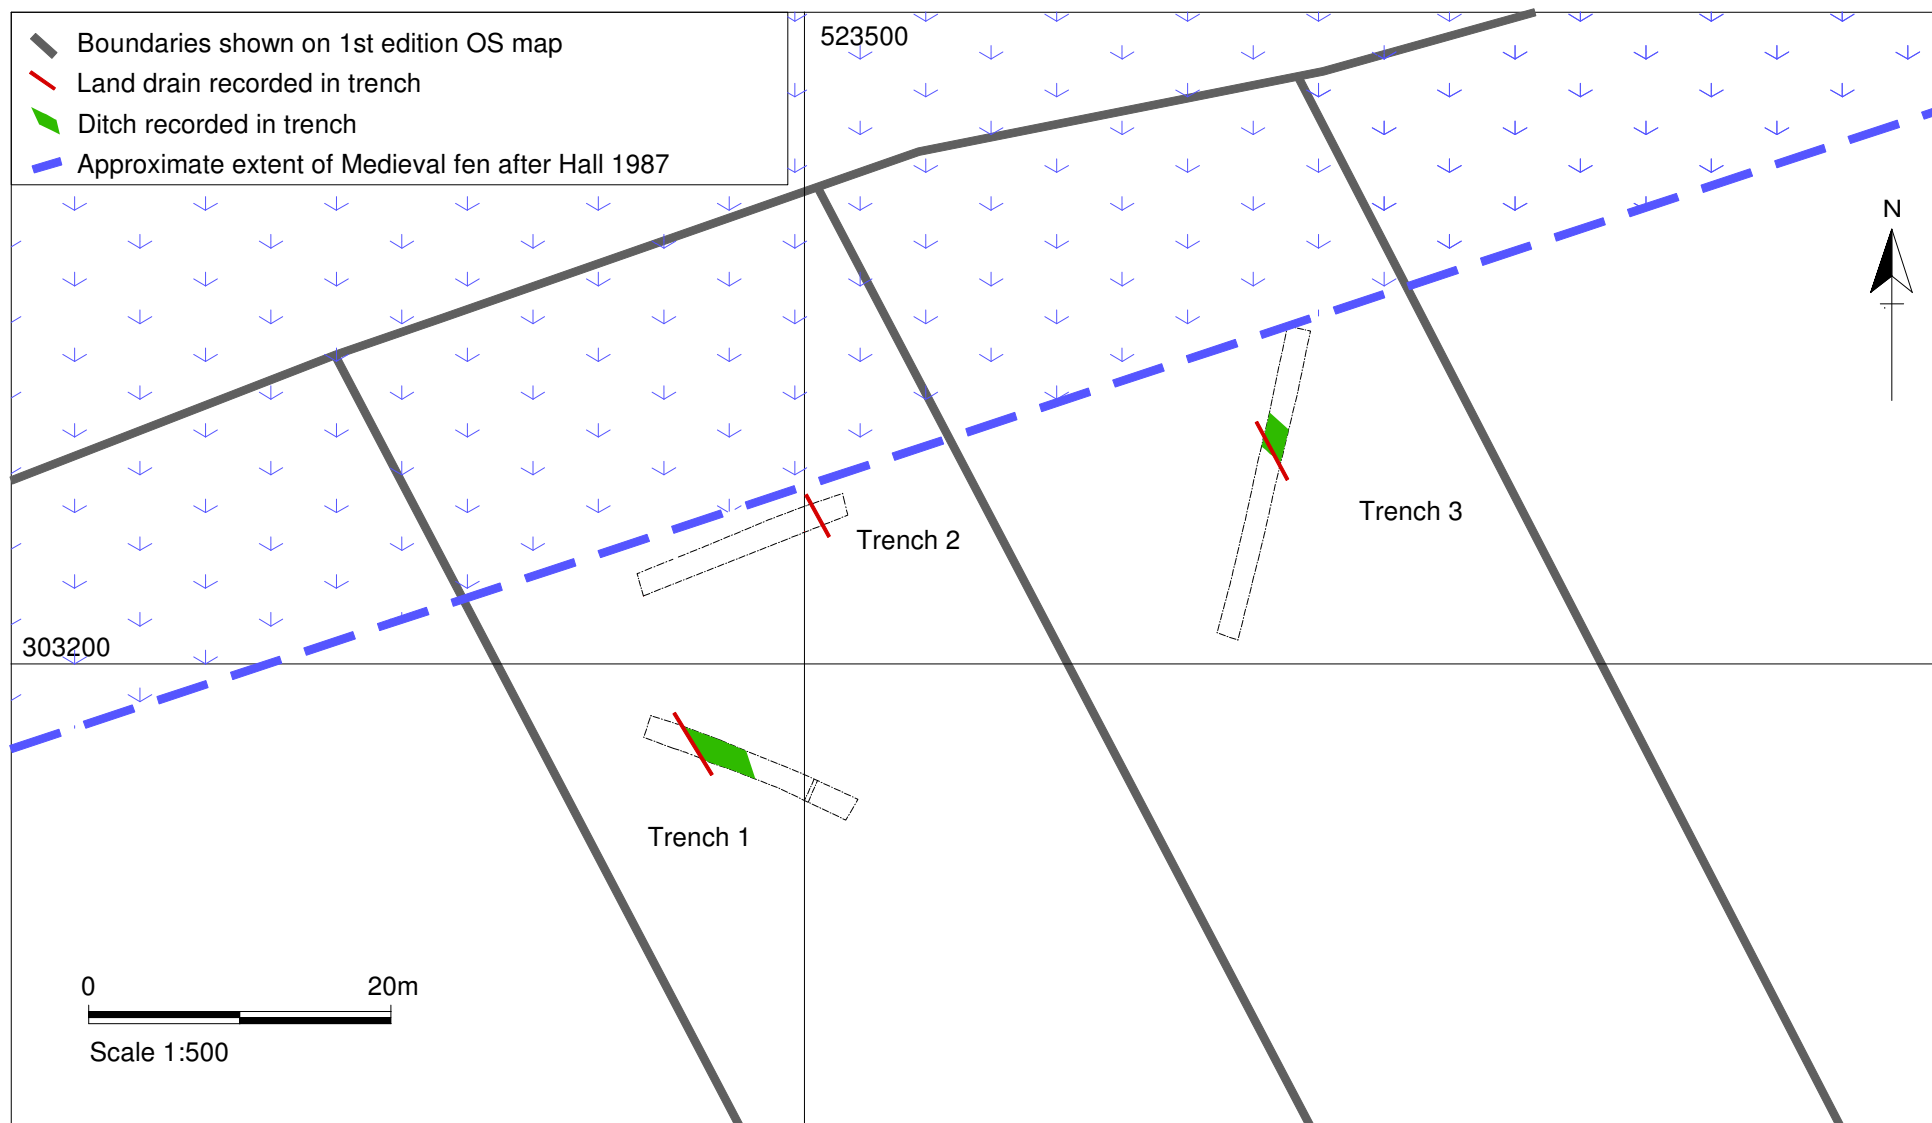 Boundaries shown on 1st edition OS map
Land drain recorded in trench
Ditch recorded in trench
Approximate extent of Medieval fen after Hall 1987
523500
N
Trench 3
Trench 2
303200
Trench 1
0 20m
Scale 1:500